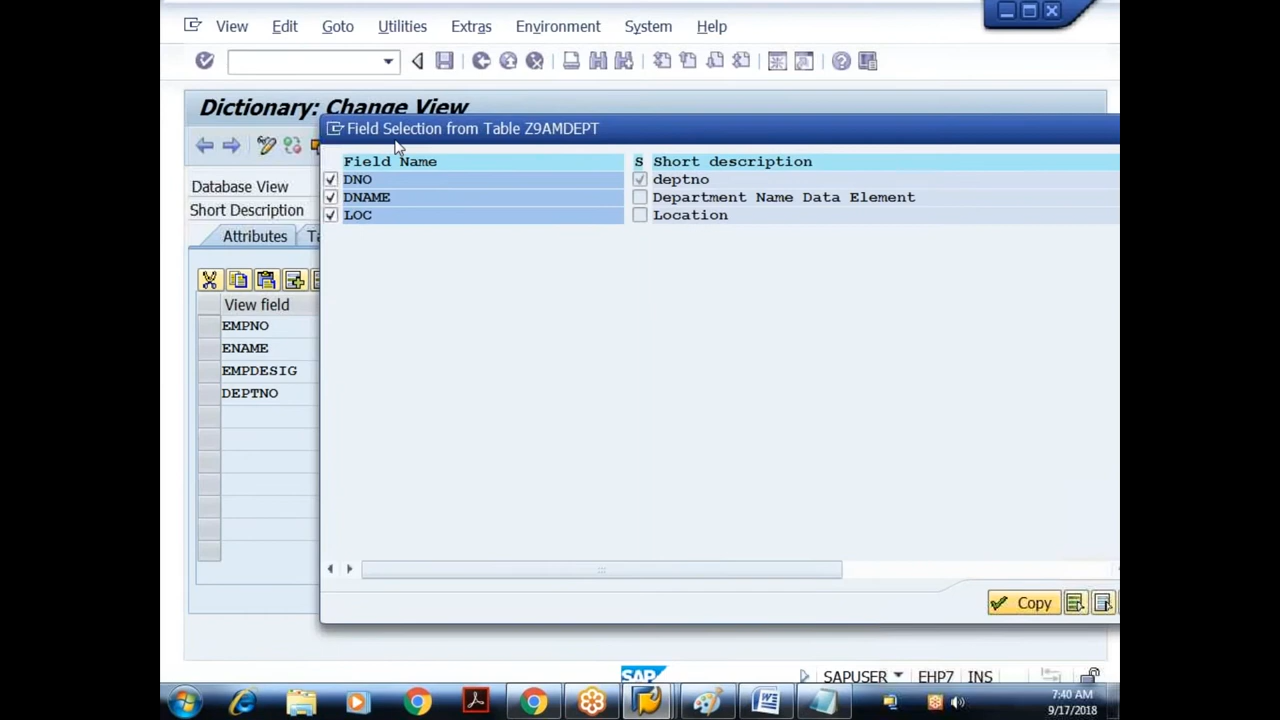 View Edit Goto Utilities Extras Environment System Help
Dictionary: Change View
Field Selection from Table Z9AMDEPT
Field Name S Short description
DNO deptno
DNAME Department Name Data Element
LOC Location
Database View
Short Description
Attributes
View field
EMPNO
ENAME
EMPDESIG
DEPTNO
Copy
SAP
SAPUSER EHP7 INS
7:40 AM
9/17/2018